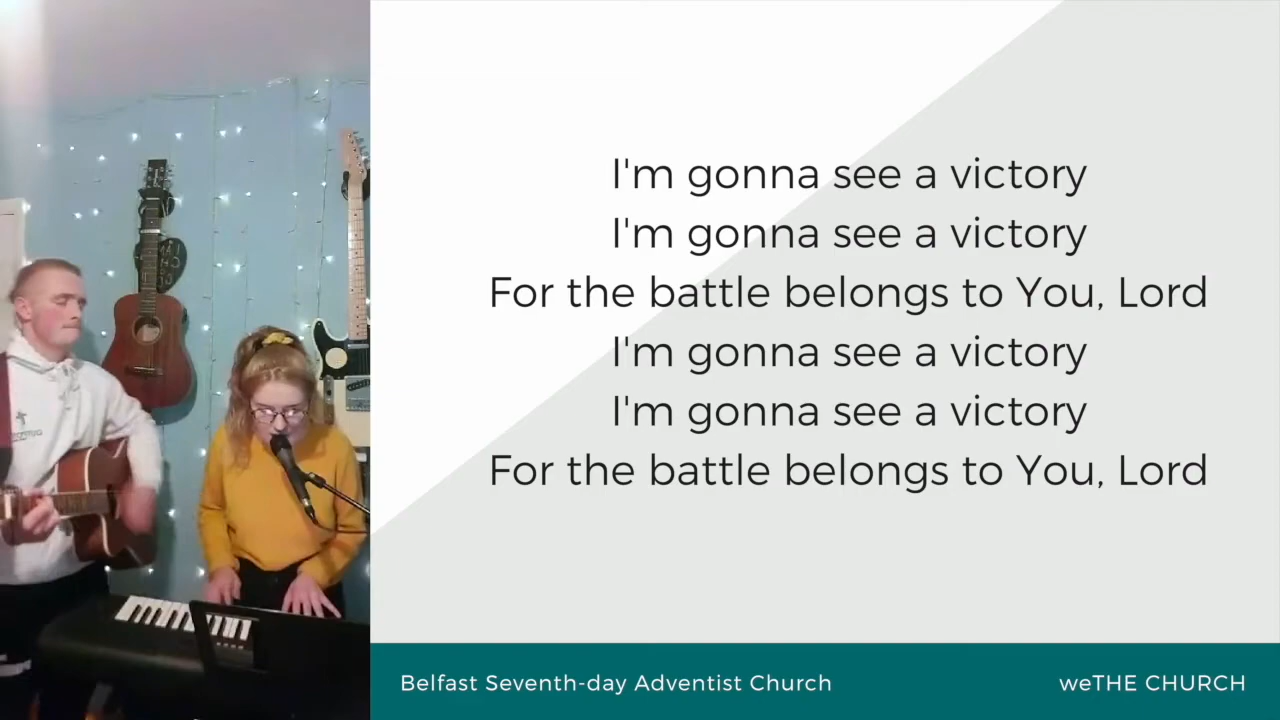 I'm gonna see a victory
I'm gonna see a victory
For the battle belongs to You, Lord
I'm gonna see a victory
I'm gonna see a victory
For the battle belongs to You, Lord
Belfast Seventh-day Adventist Church
weTHE CHURCH